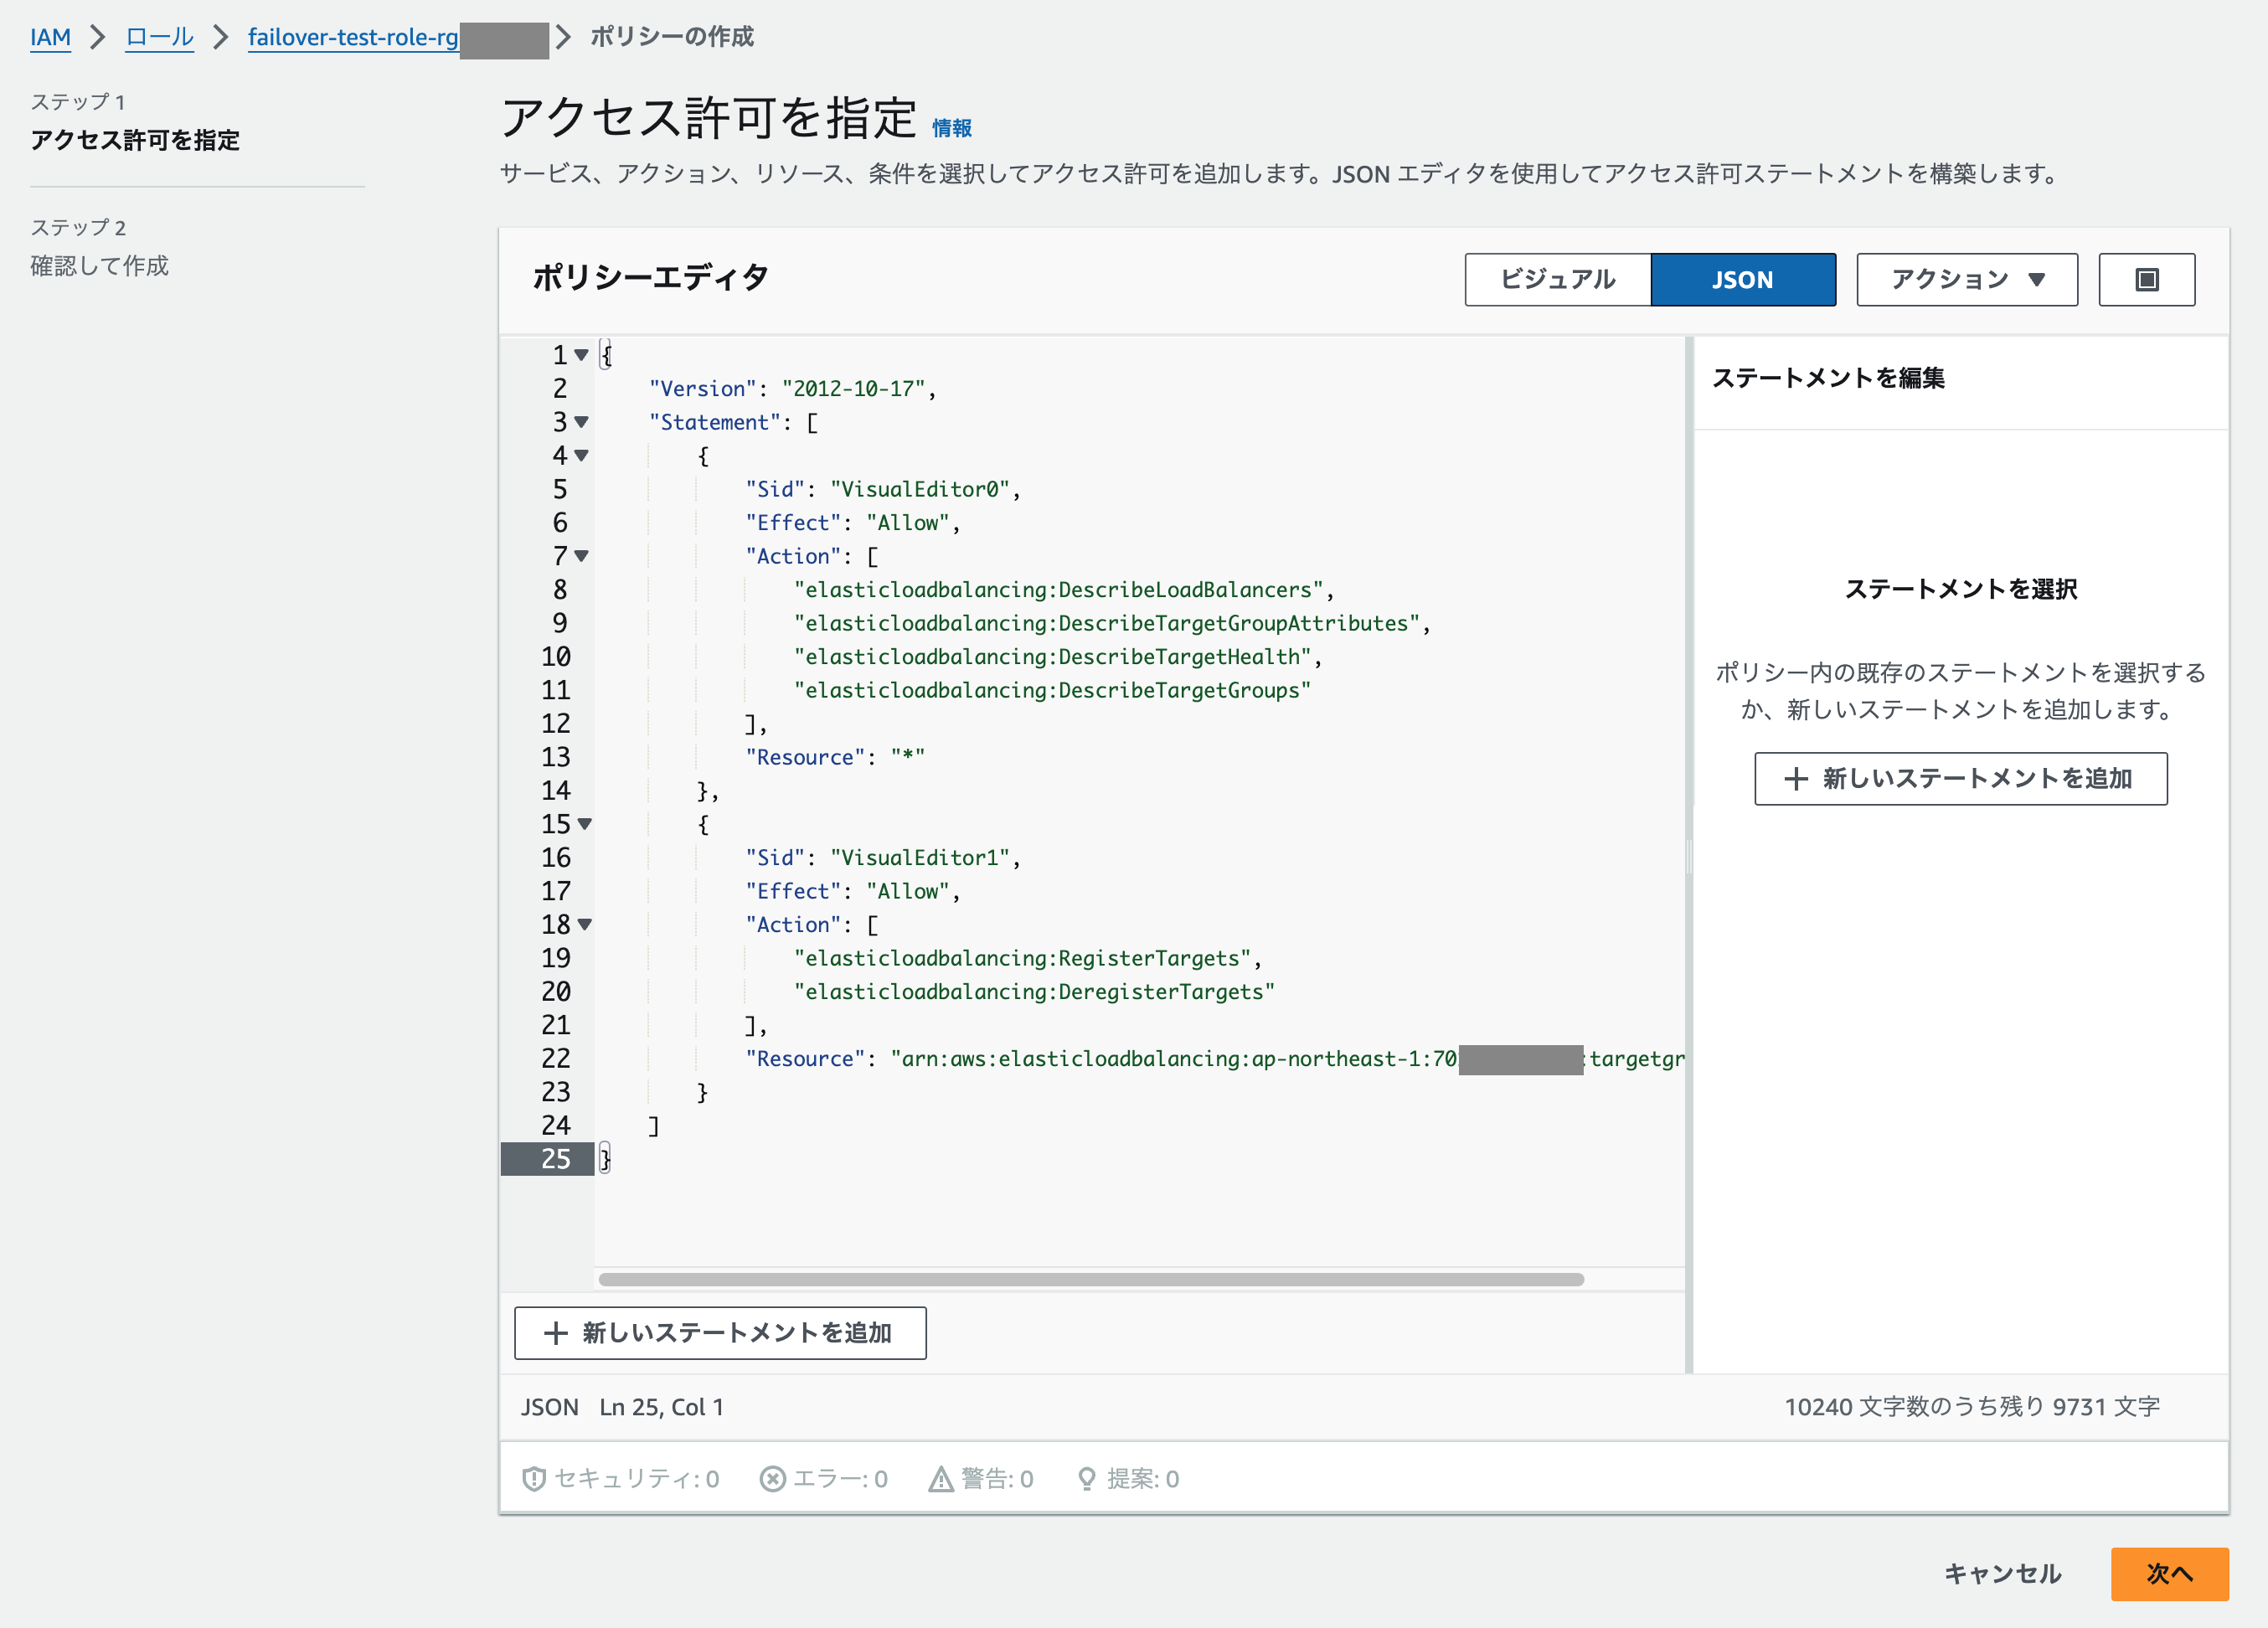 IAM > ロール > failover-test-role-rg > ポリシーの作成
ステップ 1
アクセス許可を指定
ステップ 2
確認して作成
アクセス許可を指定 情報
サービス、アクション、リソース、条件を選択してアクセス許可を追加します。JSON エディタを使用してアクセス許可ステートメントを構築します。
ポリシーエディタ
ビジュアル JSON アクション ▼
1 {
2 "Version": "2012-10-17",
3 "Statement": [
4 {
5 "Sid": "VisualEditor0",
6 "Effect": "Allow",
7 "Action": [
8 "elasticloadbalancing:DescribeLoadBalancers",
9 "elasticloadbalancing:DescribeTargetGroupAttributes",
10 "elasticloadbalancing:DescribeTargetHealth",
11 "elasticloadbalancing:DescribeTargetGroups"
12 ],
13 "Resource": "*"
14 },
15 {
16 "Sid": "VisualEditor1",
17 "Effect": "Allow",
18 "Action": [
19 "elasticloadbalancing:RegisterTargets",
20 "elasticloadbalancing:DeregisterTargets"
21 ],
22 "Resource": "arn:aws:elasticloadbalancing:ap-northeast-1:70 :targetgr
23 }
24 ]
25 }
ステートメントを編集
ステートメントを選択
ポリシー内の既存のステートメントを選択する
か、新しいステートメントを追加します。
+ 新しいステートメントを追加
+ 新しいステートメントを追加
JSON Ln 25, Col 1
10240 文字数のうち残り 9731 文字
セキュリティ: 0 エラー: 0 警告: 0 提案: 0
キャンセル 次へ